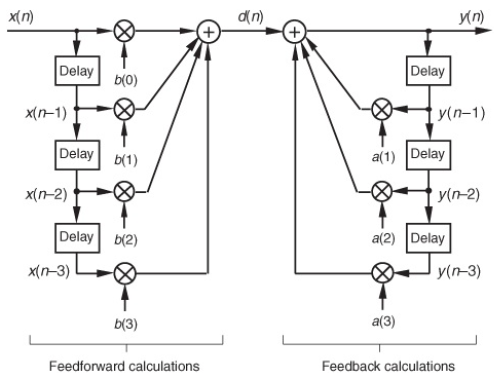 x(n) d(n) y(n)
b(0)
Delay Delay
x(n–1) y(n–1)
b(1) a(1)
Delay Delay
x(n–2) y(n–2)
b(2) a(2)
Delay Delay
x(n–3) y(n–3)
b(3) a(3)
Feedforward calculations Feedback calculations